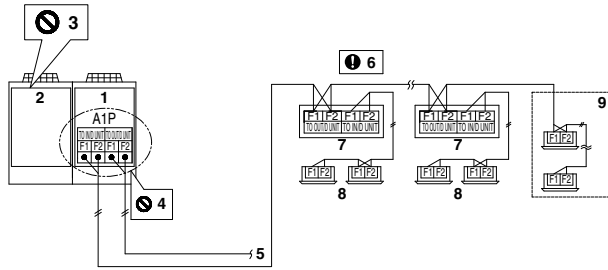 3
6
2
1
9
A1P
TO IN/D UNIT TO OUT/D UNIT
F1 F2 F1 F2
F1 F2 F1 F2
TO OUT/D UNIT TO IN/D UNIT
7
F1 F2 F1 F2
TO OUT/D UNIT TO IN/D UNIT
7
F1 F2
F1 F2
F1 F2
F1 F2
F1 F2
F1 F2
8
8
4
5